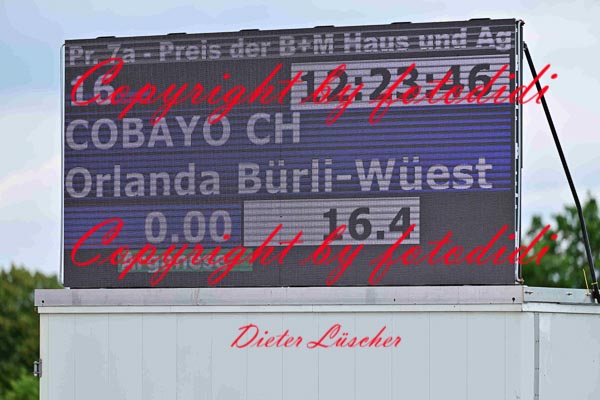 Pr. 7a - Preis der B+M Haus und Ag
16 12:23:46
Copyright by fotodidi
COBAYO CH
Orlanda Bürli-Wüest
0.00 16.4
Copyright by fotodidi
Dieter Lüscher